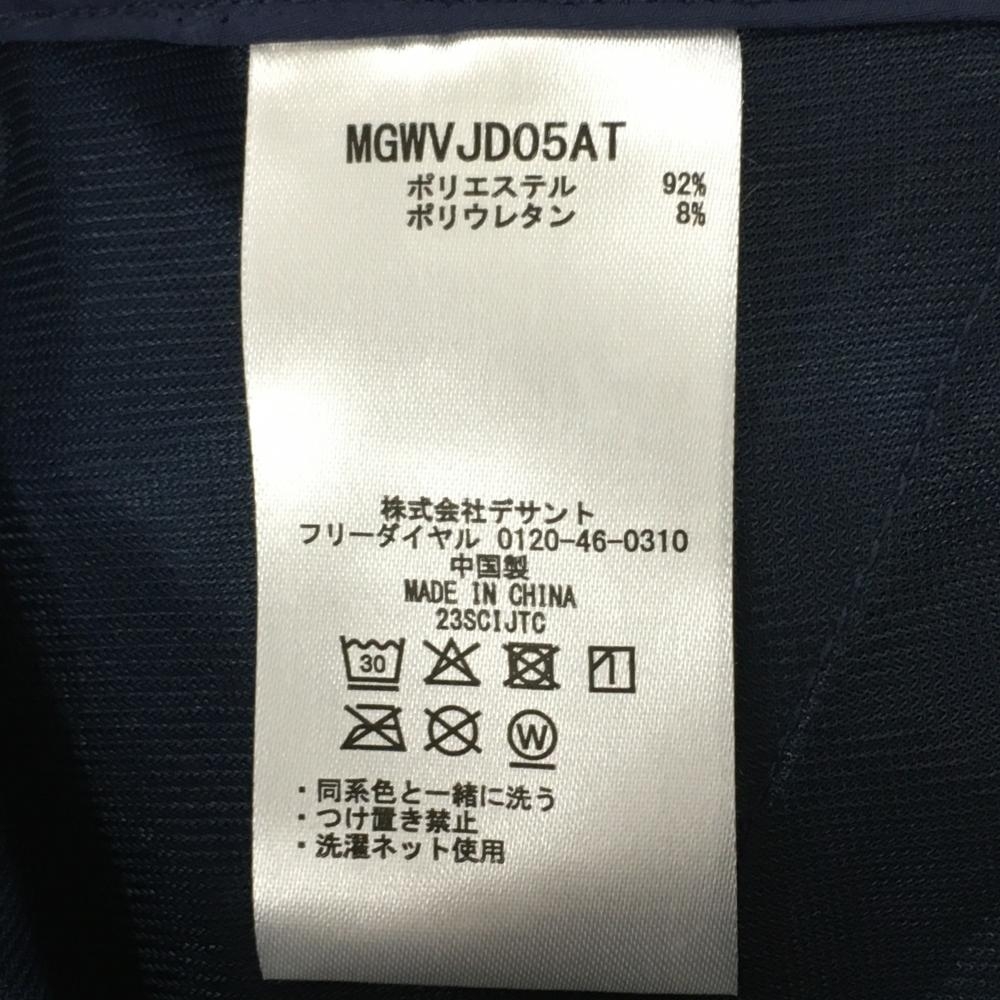 MGWVJD05AT
ポリエステル 92%
ポリウレタン 8%
株式会社デサント
フリーダイヤル 0120-46-0310
中国製
MADE IN CHINA
23SCIJTC
30
W
・同系色と一緒に洗う
・つけ置き禁止
・洗濯ネット使用